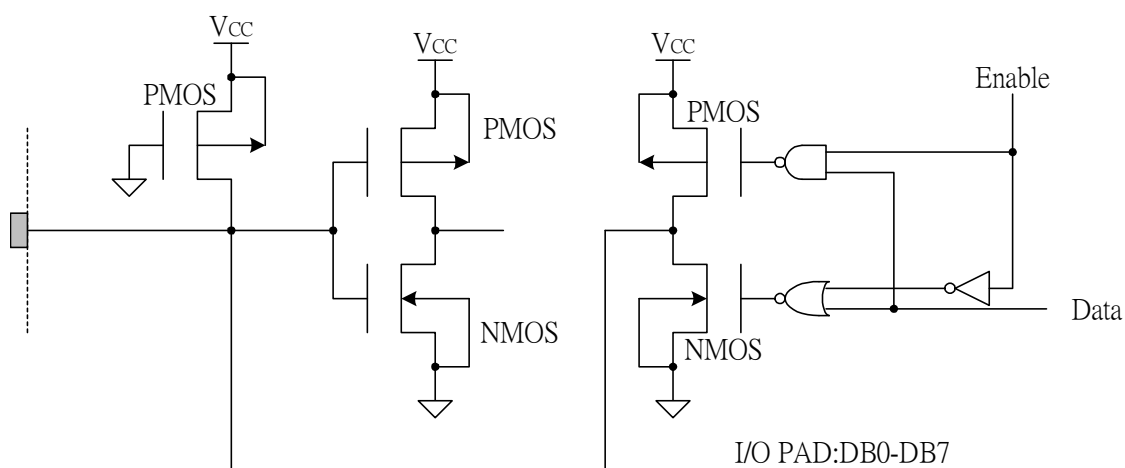 VCC
VCC
VCC
PMOS
PMOS
PMOS
Enable
NMOS
NMOS
Data
I/O PAD:DB0-DB7